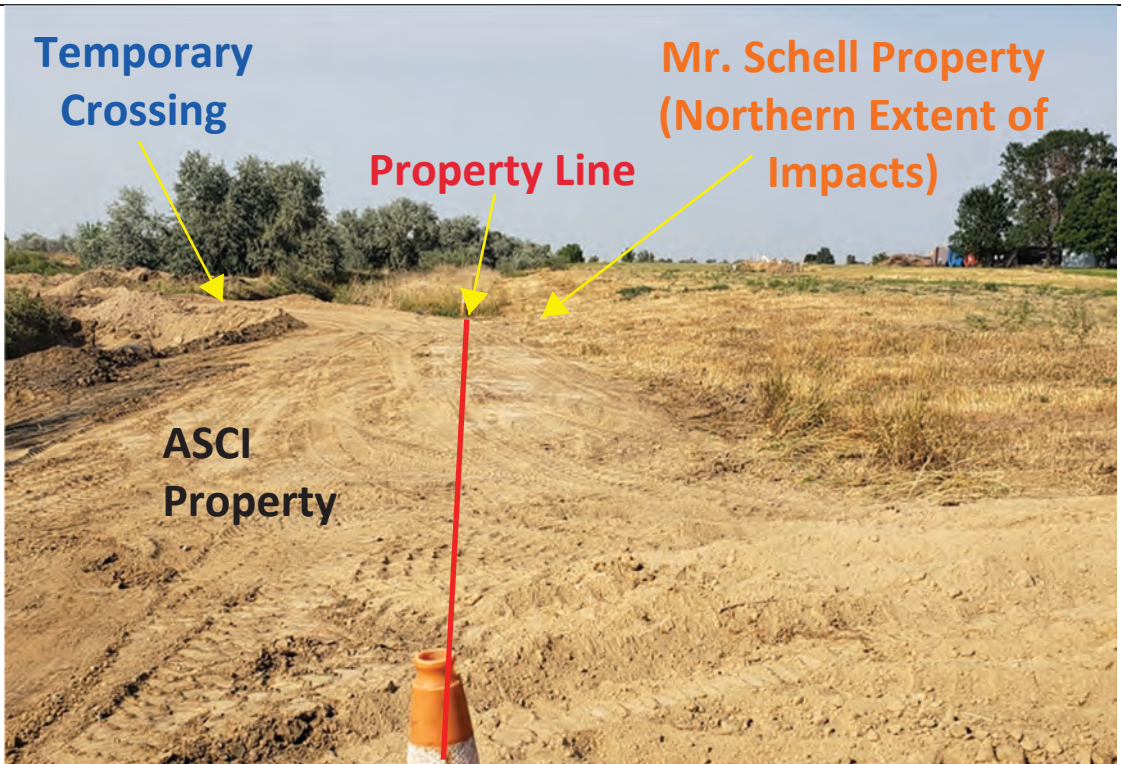 Temporary
Crossing
Property Line
Mr. Schell Property
(Northern Extent of
Impacts)
ASCI
Property